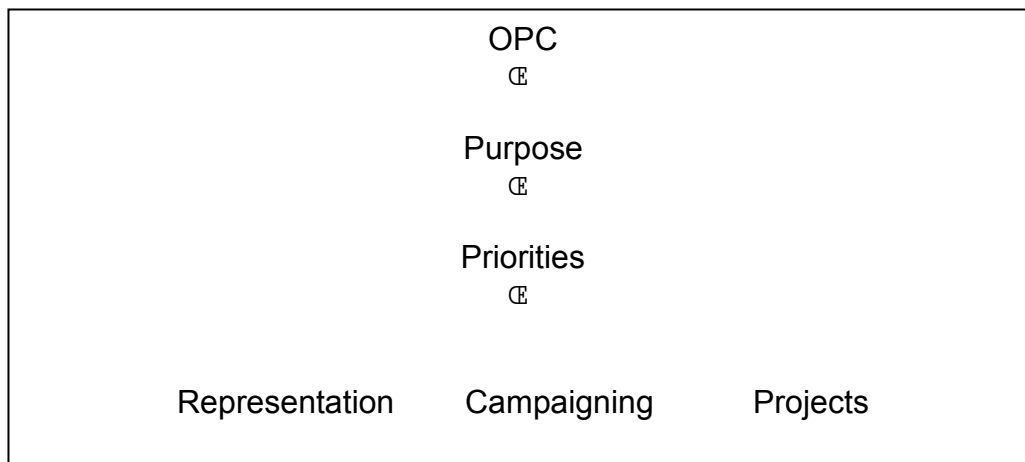 OPC
Œ
Purpose
Œ
Priorities
Œ
Representation Campaigning Projects